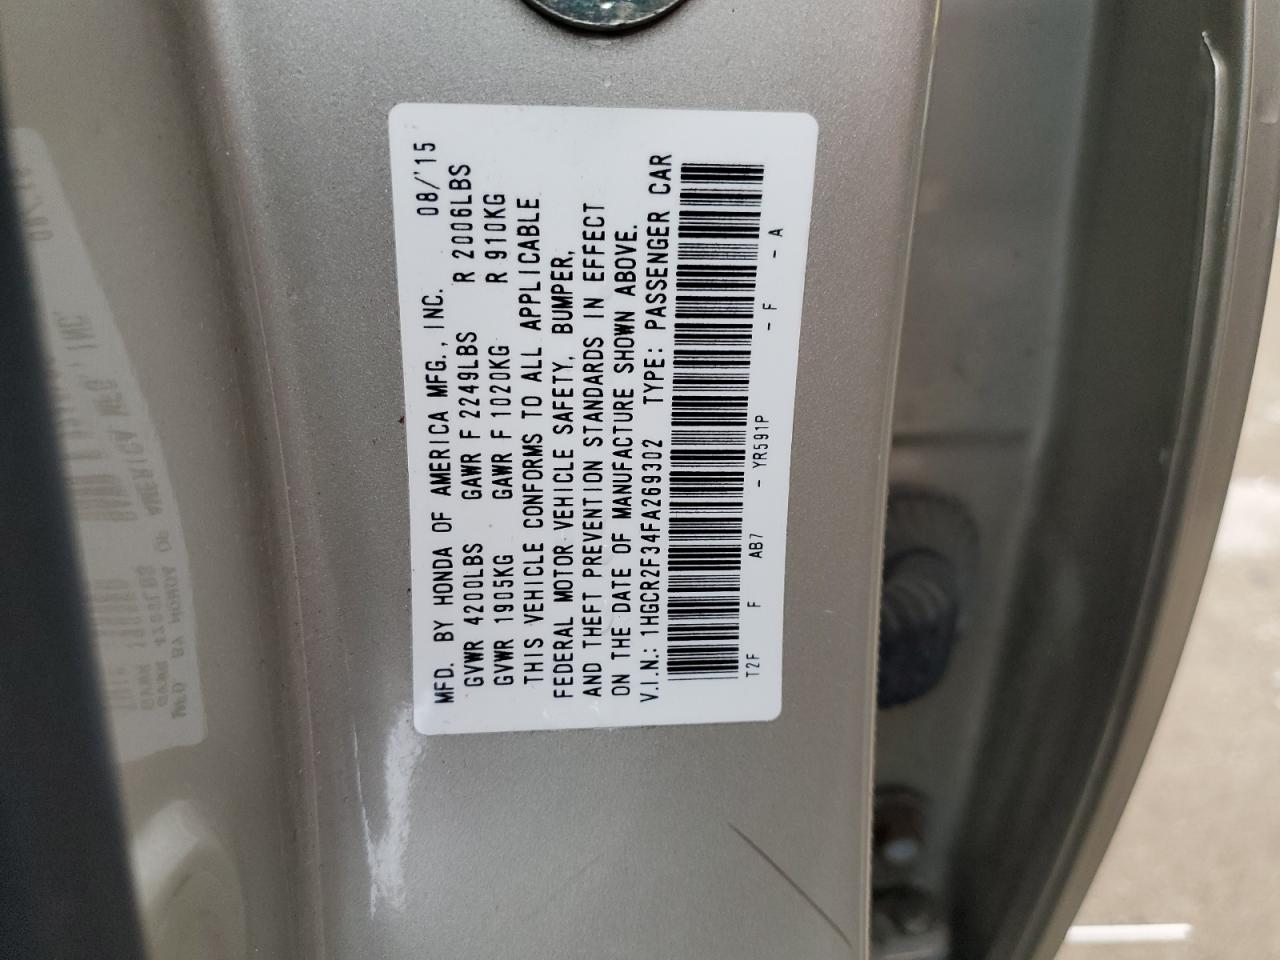 MFD. BY HONDA OF AMERICA MFG., INC. 08/'15
GVWR 4200LBS GAWR F 2249LBS R 2006LBS
GVWR 1905KG GAWR F 1020KG R 910KG
THIS VEHICLE CONFORMS TO ALL APPLICABLE
FEDERAL MOTOR VEHICLE SAFETY, BUMPER,
AND THEFT PREVENTION STANDARDS IN EFFECT
ON THE DATE OF MANUFACTURE SHOWN ABOVE.
V.I.N.: 1HGCR2F34FA269302 TYPE: PASSENGER CAR
T2F F AB7 - YR591P - F - A